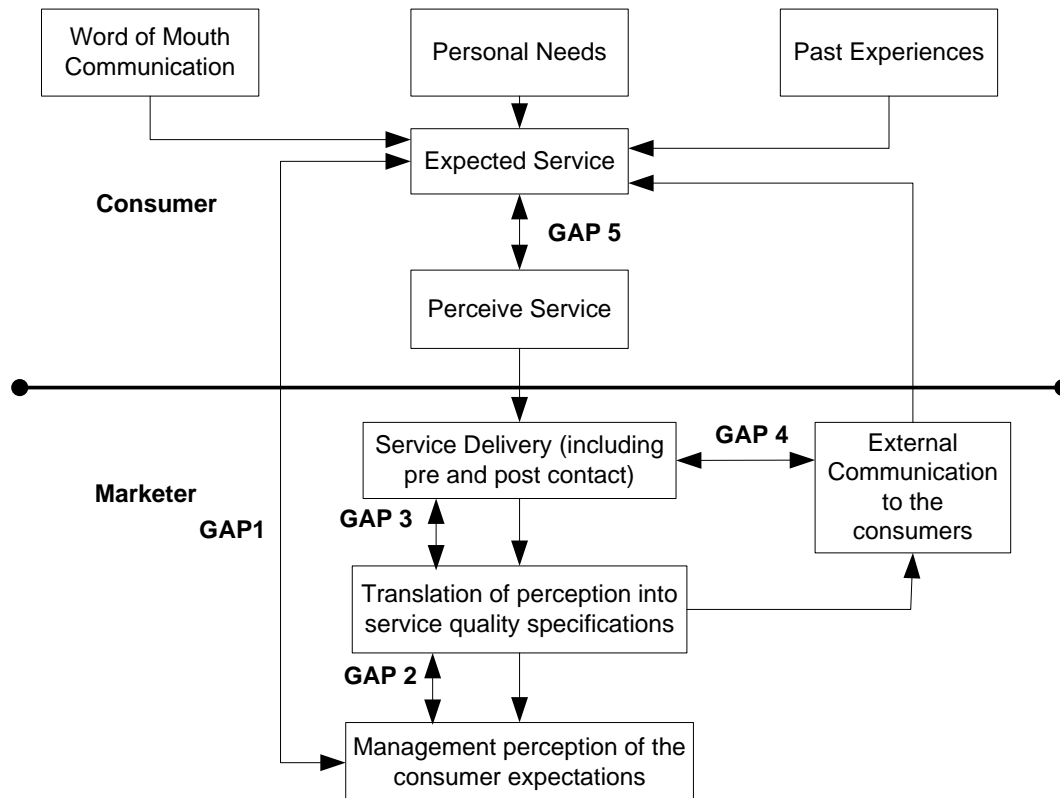 Word of Mouth
Communication
Personal Needs
Past Experiences
Expected Service
Consumer
GAP 5
Perceive Service
Service Delivery (including
pre and post contact)
GAP 4
External
Communication
to the
consumers
Marketer
GAP1
GAP 3
Translation of perception into
service quality specifications
GAP 2
Management perception of the
consumer expectations